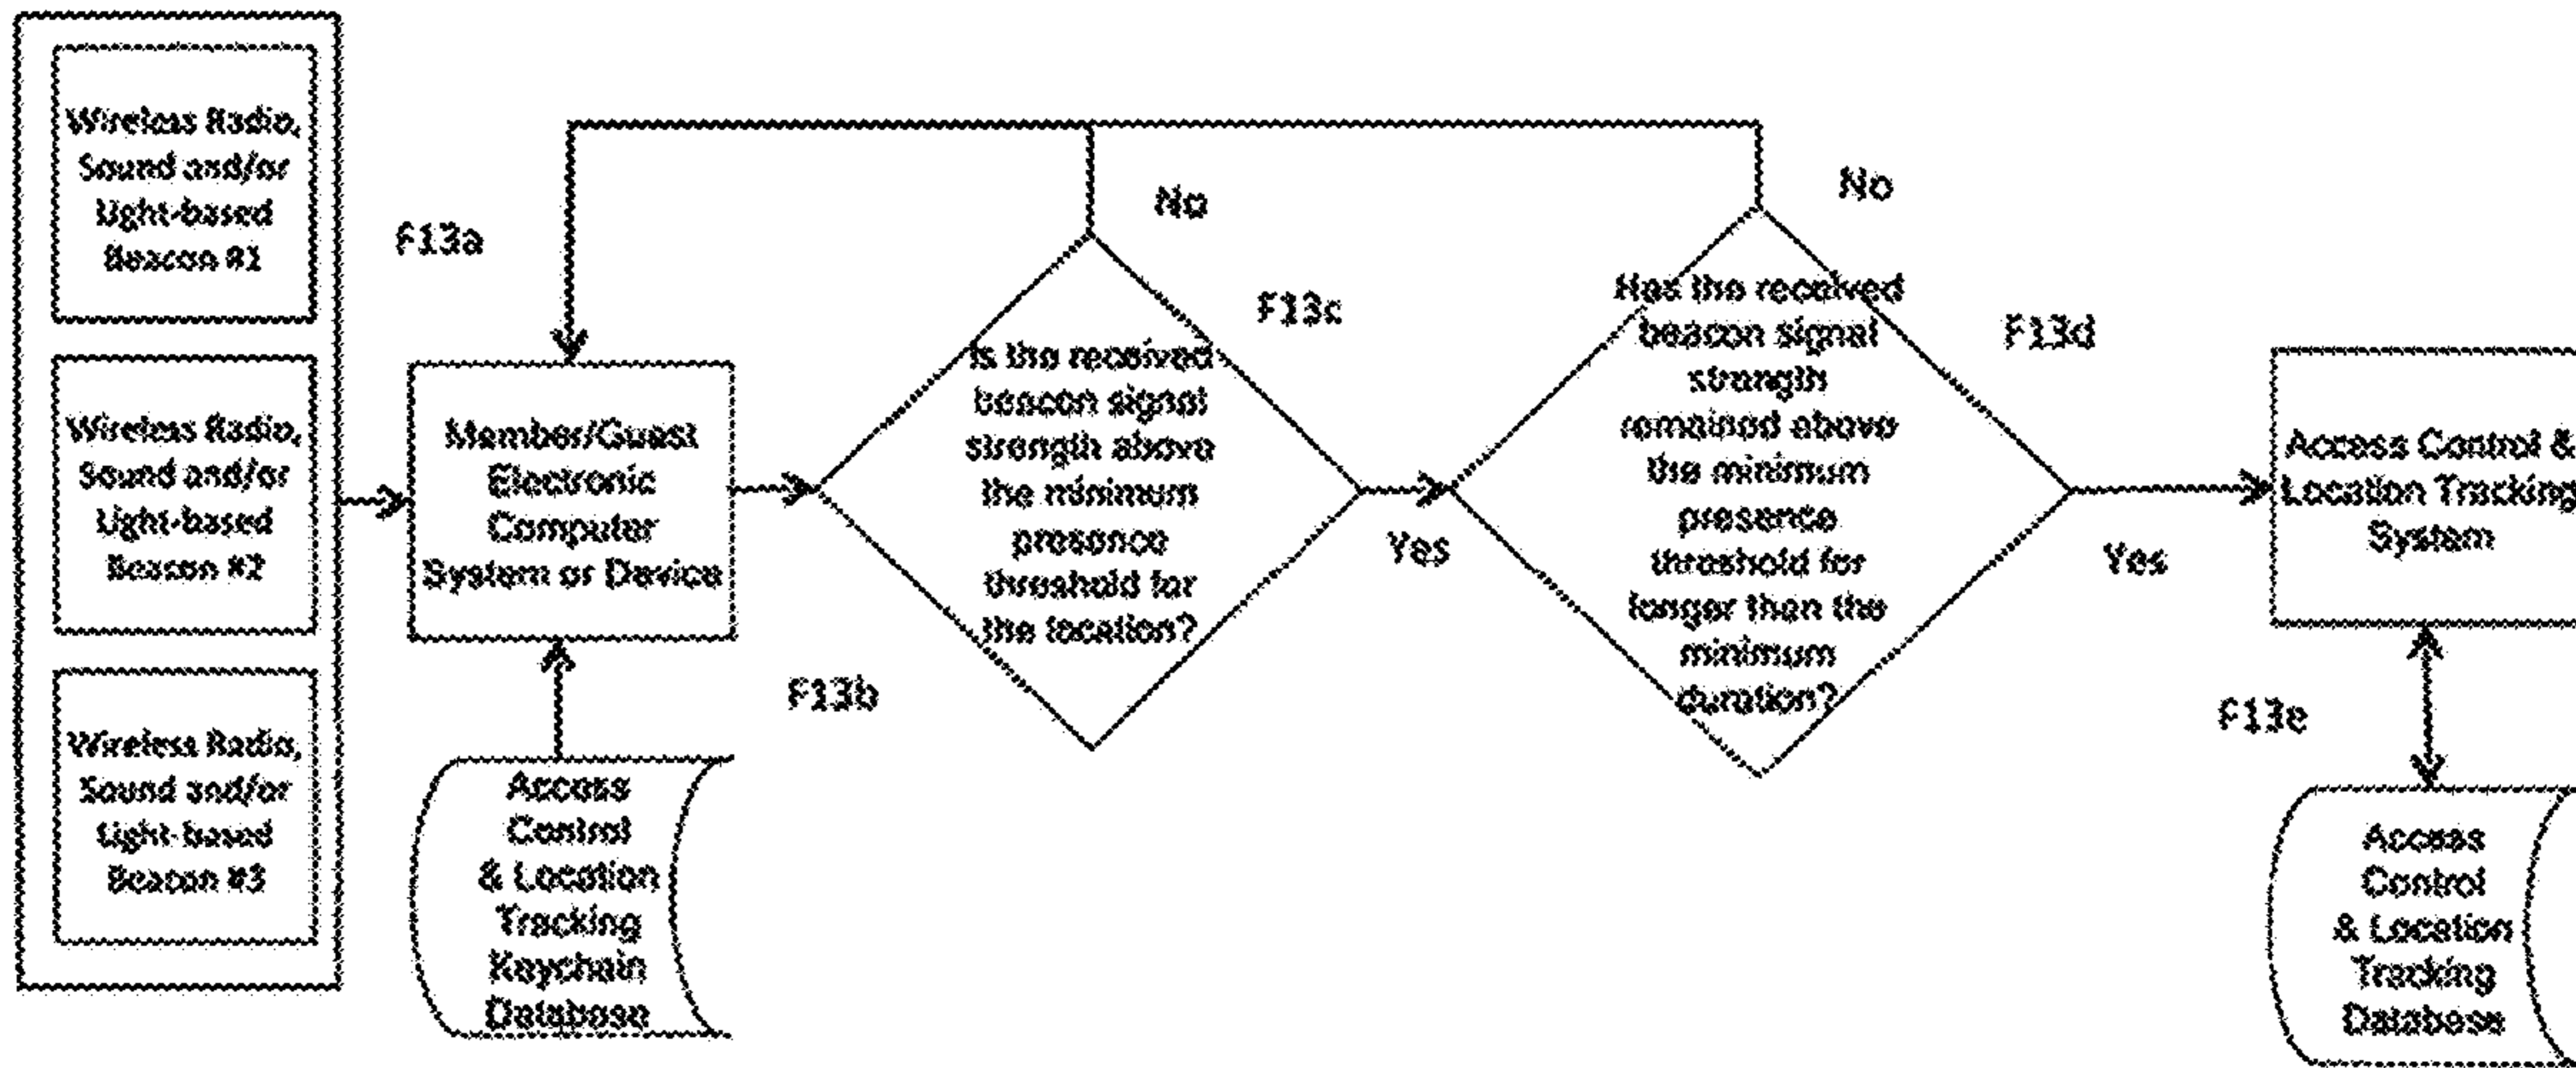 Wireless Radio,
Sound and/or
Light-based
Beacon #1
Wireless Radio,
Sound and/or
Light-based
Beacon #2
Wireless Radio,
Sound and/or
Light-based
Beacon #3
F13a
Member/Guest
Electronic
Computer
System or Device
F13b
Access
Control
& Location
Tracking
Keychain
Database
No
F13c
Is the received
beacon signal
strength above
the minimum
presence
threshold for
the location?
Yes
No
F13d
Has the received
beacon signal
strength
remained above
the minimum
presence
threshold for
longer than the
minimum
duration?
Yes
Access Control &
Location Tracking
System
F13e
Access
Control
& Location
Tracking
Database